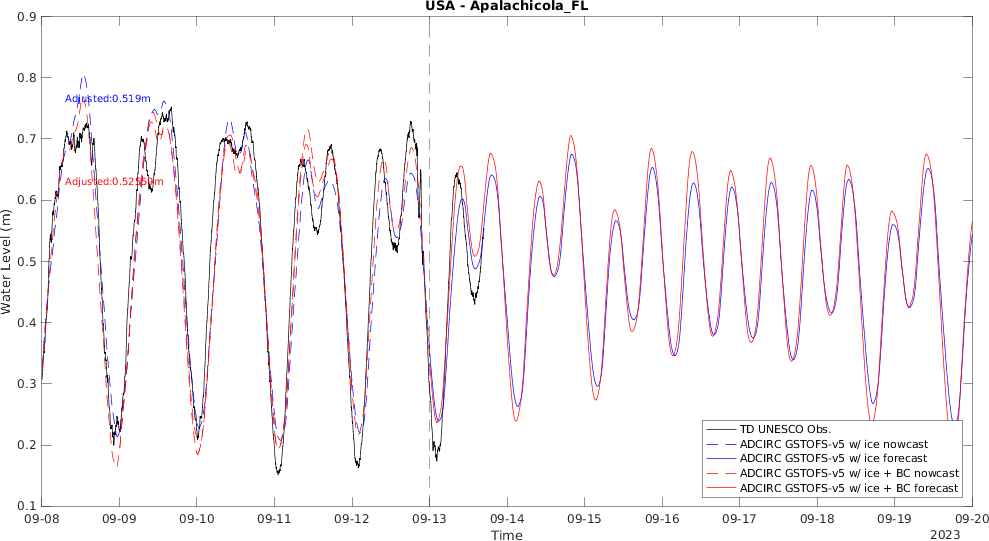 USA - Apalachicola_FL
0.9
0.8
0.7
0.6
0.5
0.4
0.3
0.2
0.1
Water Level (m)
Adjusted:0.519m
TD UNESCO Obs.
ADCIRC GSTOFS-v5 w/ ice nowcast
ADCIRC GSTOFS-v5 w/ ice forecast
ADCIRC GSTOFS-v5 w/ ice + BC nowcast
ADCIRC GSTOFS-v5 w/ ice + BC forecast
09-08 09-09 09-10 09-11 09-12 09-13 09-14 09-15 09-16 09-17 09-18 09-19 09-20
Time
2023